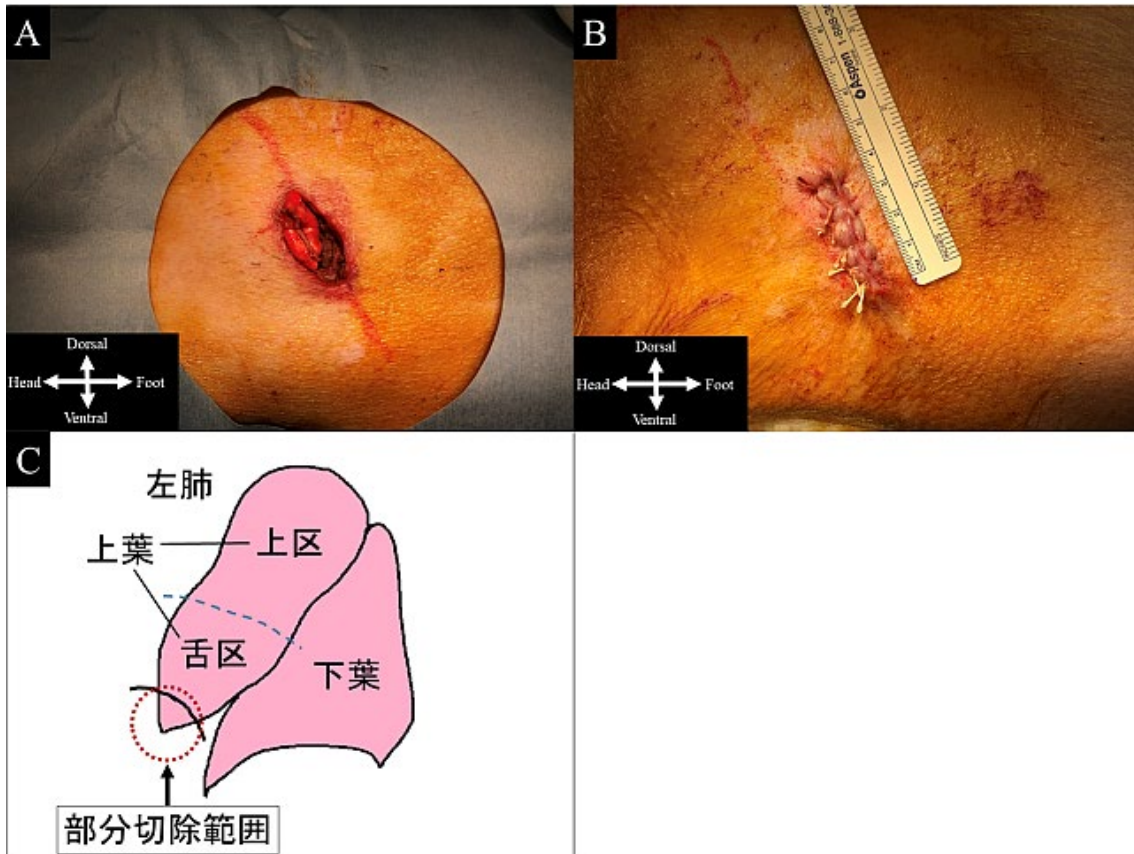 A
Dorsal
Head
Foot
Ventral
B
Aspen
Dorsal
Head
Foot
Ventral
C
左肺
上葉
上区
舌区
下葉
部分切除範囲